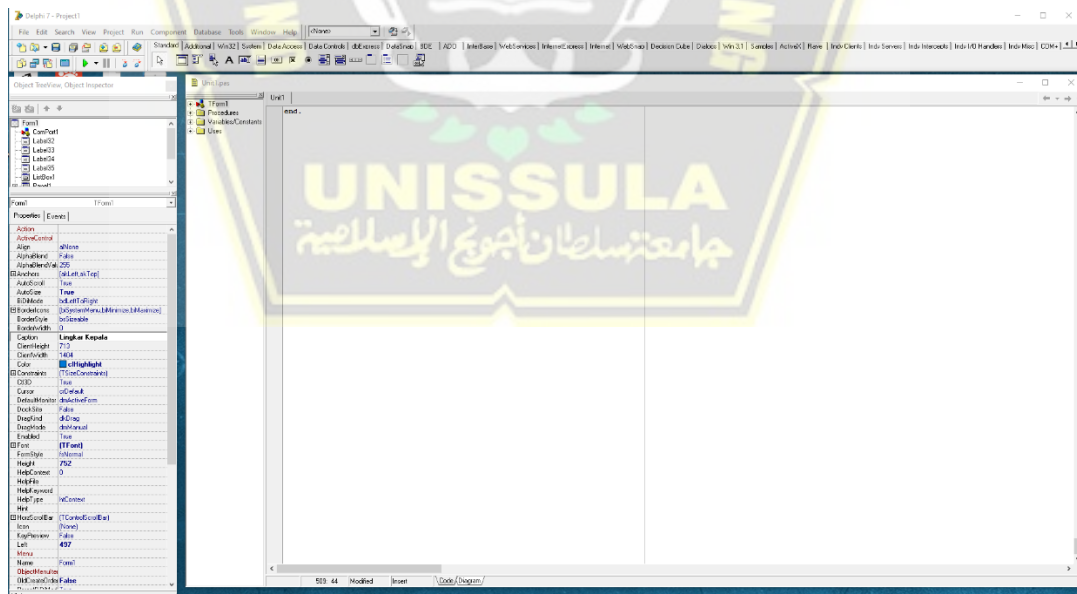 Delphi 7 - Project1
File Edit Search View Project Run Component Database Tools Window Help <None>
Standard Additional Win32 System Data Access Data Controls dbExpress DataSnap BDE ADO InterBase WebServices InternetExpress Internet WebSnap Decision Cube Dialogs Win 3.1 Samples ActiveX Rave Indy Clients Indy Servers Indy Intercepts Indy I/O Handlers Indy Misc COM+
Object TreeView, Object Inspector
Form1
ComPort1
Label32
Label33
Label34
Label35
ListBox1
Panel1
Form1 TForm1
Properties Events
Action
ActiveControl
Align alNone
AlphaBlend False
AlphaBlendVal 255
Anchors [akLeft,akTop]
AutoScroll True
AutoSize True
BiDiMode bdLeftToRight
BorderIcons [biSystemMenu,biMinimize,biMaximize]
BorderStyle bsSizeable
BorderWidth 0
Caption Lingkar Kepala
ClientHeight 713
ClientWidth 1404
Color clHighlight
Constraints (TSizeConstraints)
Ctl3D True
Cursor crDefault
DefaultMonitor dmActiveForm
DockSite False
DragKind dkDrag
DragMode dmManual
Enabled True
Font (TFont)
FormStyle fsNormal
Height 752
HelpContext 0
HelpFile
HelpKeyword
HelpType htContext
Hint
HorzScrollBar (TControlScrollBar)
Icon (None)
KeyPreview False
Left 497
Menu
Name Form1
ObjectMenuItem
OldCreateOrder False
Unit1.pas
TForm1
Procedures
Variables/Constants
Uses
Unit1
end.
UNISSULA
جامعتسلطان أجونج الإسلامية
509: 44 Modified Insert Code Diagram